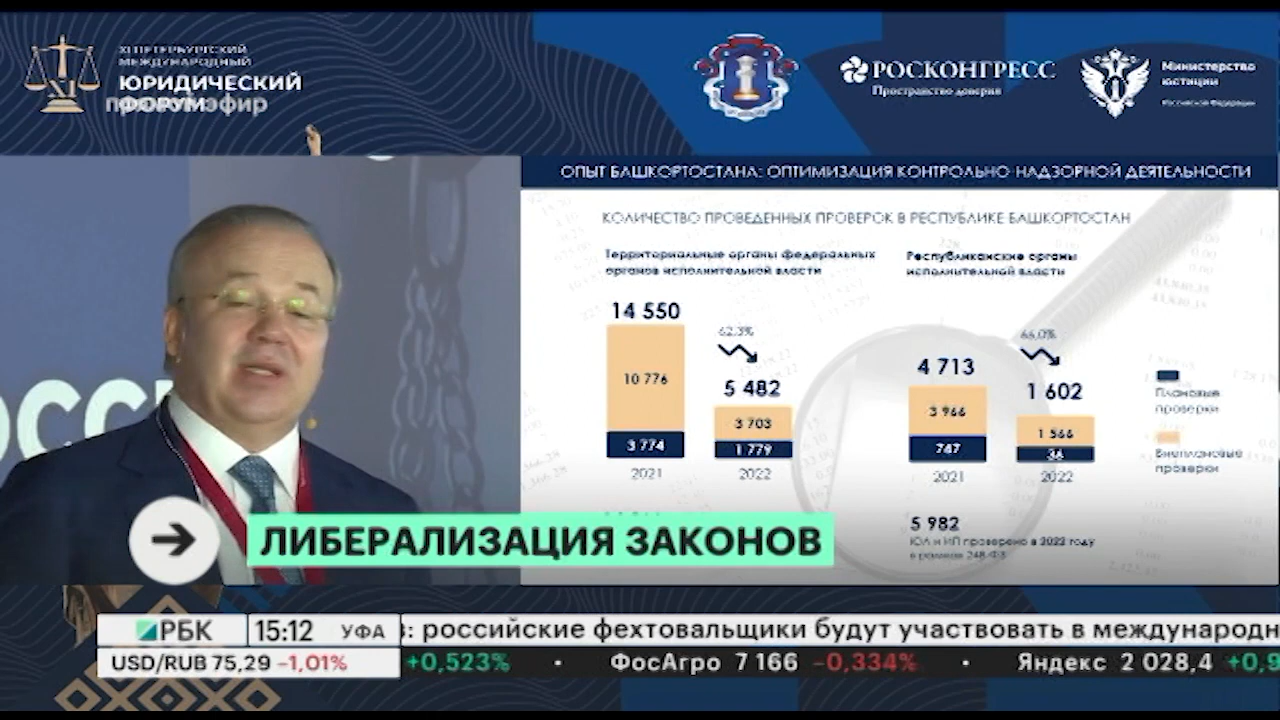 XI ПЕТЕРБУРГСКИЙ
МЕЖДУНАРОДНЫЙ
ЮРИДИЧЕСКИЙ
ФОРУМ
прямой эфир
РОСКОНГРЕСС
Пространство доверия
Министерство
юстиции
Российской Федерации
ОПЫТ БАШКОРТОСТАНА: ОПТИМИЗАЦИЯ КОНТРОЛЬНО-НАДЗОРНОЙ ДЕЯТЕЛЬНОСТИ
КОЛИЧЕСТВО ПРОВЕДЕННЫХ ПРОВЕРОК В РЕСПУБЛИКЕ БАШКОРТОСТАН
Территориальные органы федеральных
органов исполнительной власти
14 550
10 776
3 774
2021
62,3%
5 482
3 703
1 779
2022
Республиканские органы
исполнительной власти
4 713
3 966
747
2021
66,0%
1 602
1 566
36
2022
Плановые
проверки
Внеплановые
проверки
5 982
ЮЛ и ИП проверено в 2022 году
в рамках 248-ФЗ
ОСС
ЛИБЕРАЛИЗАЦИЯ ЗАКОНОВ
РБК 15:12 УФА
: российские фехтовальщики будут участвовать в международн
USD/RUB 75,29 -1,01% +0,523% · ФосАгро 7 166 -0,334% · Яндекс 2 028,4 +0,9